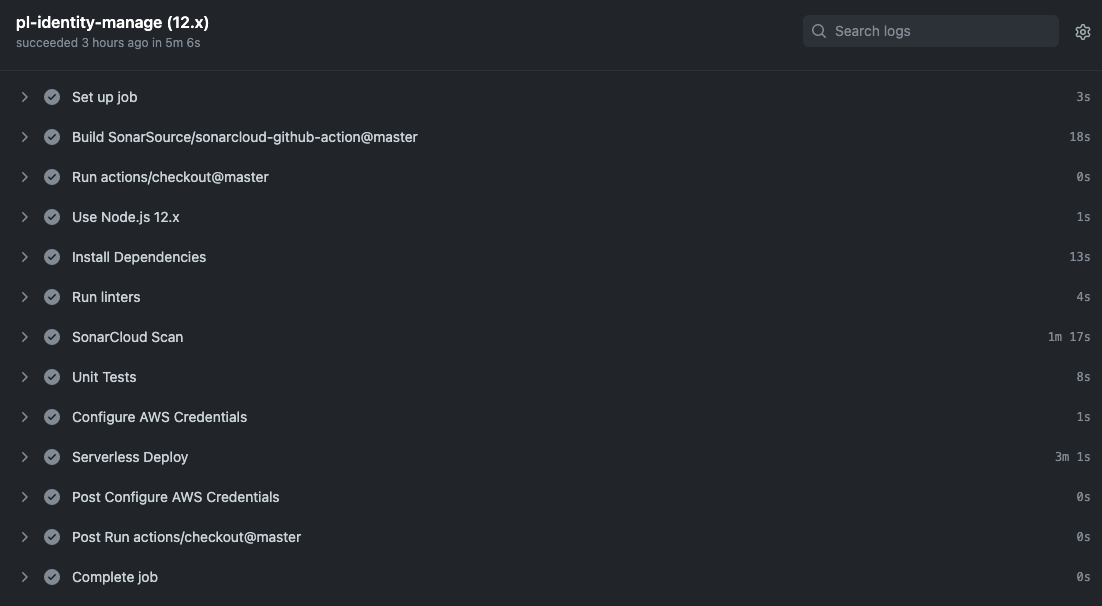 pl-identity-manage (12.x)
succeeded 3 hours ago in 5m 6s
Search logs
Set up job 3s
Build SonarSource/sonarcloud-github-action@master 18s
Run actions/checkout@master 0s
Use Node.js 12.x 1s
Install Dependencies 13s
Run linters 4s
SonarCloud Scan 1m 17s
Unit Tests 8s
Configure AWS Credentials 1s
Serverless Deploy 3m 1s
Post Configure AWS Credentials 0s
Post Run actions/checkout@master 0s
Complete job 0s